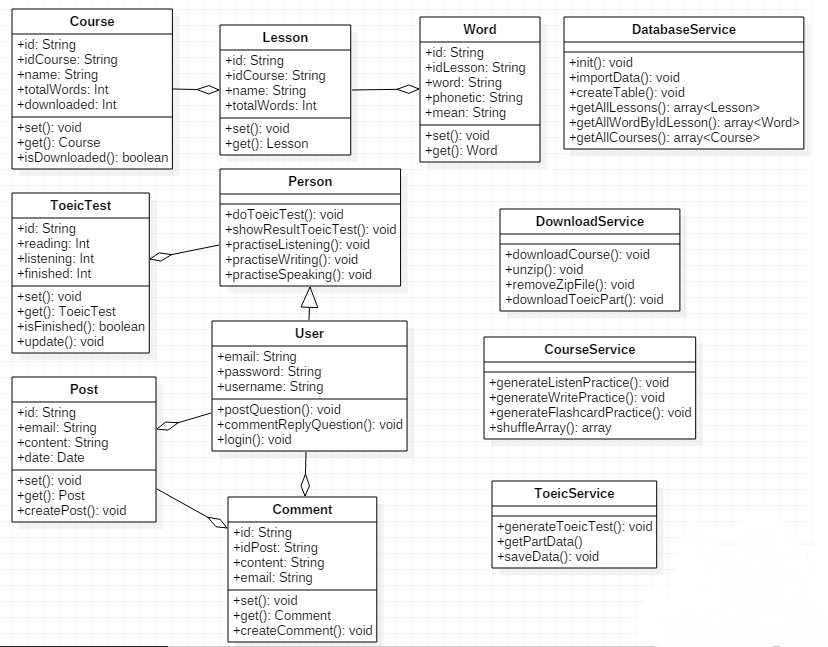 Course
+id: String
+idCourse: String
+name: String
+totalWords: Int
+downloaded: Int
+set(): void
+get(): Course
+isDownloaded(): boolean
Lesson
+id: String
+idCourse: String
+name: String
+totalWords: Int
+set(): void
+get(): Lesson
Word
+id: String
+idLesson: String
+word: String
+phonetic: String
+mean: String
+set(): void
+get(): Word
DatabaseService
+init(): void
+importData(): void
+createTable(): void
+getAllLessons(): array<Lesson>
+getAllWordByIdLesson(): array<Word>
+getAllCourses(): array<Course>
ToeicTest
+id: String
+reading: Int
+listening: Int
+finished: Int
+set(): void
+get(): ToeicTest
+isFinished(): boolean
+update(): void
Person
+doToeicTest(): void
+showResultToeicTest(): void
+practiseListening(): void
+practiseWriting(): void
+practiseSpeaking(): void
DownloadService
+downloadCourse(): void
+unzip(): void
+removeZipFile(): void
+downloadToeicPart(): void
User
+email: String
+password: String
+username: String
+postQuestion(): void
+commentReplyQuestion(): void
+login(): void
CourseService
+generateListenPractice(): void
+generateWritePractice(): void
+generateFlashcardPractice(): void
+shuffleArray(): array
Post
+id: String
+email: String
+content: String
+date: Date
+set(): void
+get(): Post
+createPost(): void
Comment
+id: String
+idPost: String
+content: String
+email: String
+set(): void
+get(): Comment
+createComment(): void
ToeicService
+generateToeicTest(): void
+getPartData()
+saveData(): void